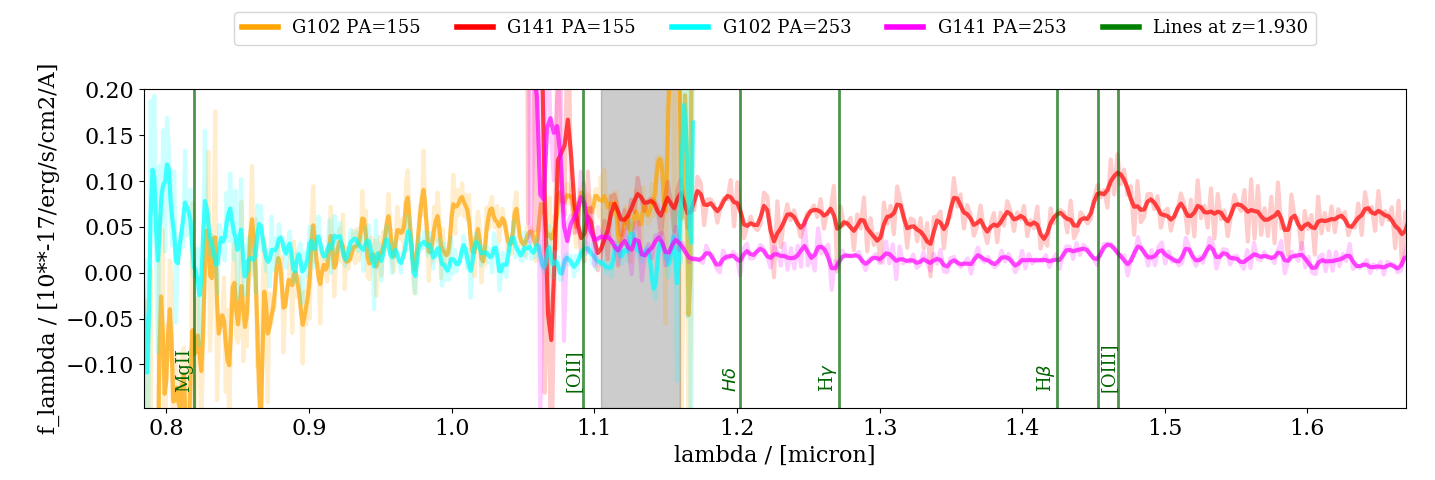 G102 PA=155 G141 PA=155 G102 PA=253 G141 PA=253 Lines at z=1.930
f_lambda / [10**-17/erg/s/cm2/A]
0.20
0.15
0.10
0.05
0.00
−0.05
−0.10
MgII [OII] Hδ Hγ Hβ [OIII]
0.8 0.9 1.0 1.1 1.2 1.3 1.4 1.5 1.6
lambda / [micron]